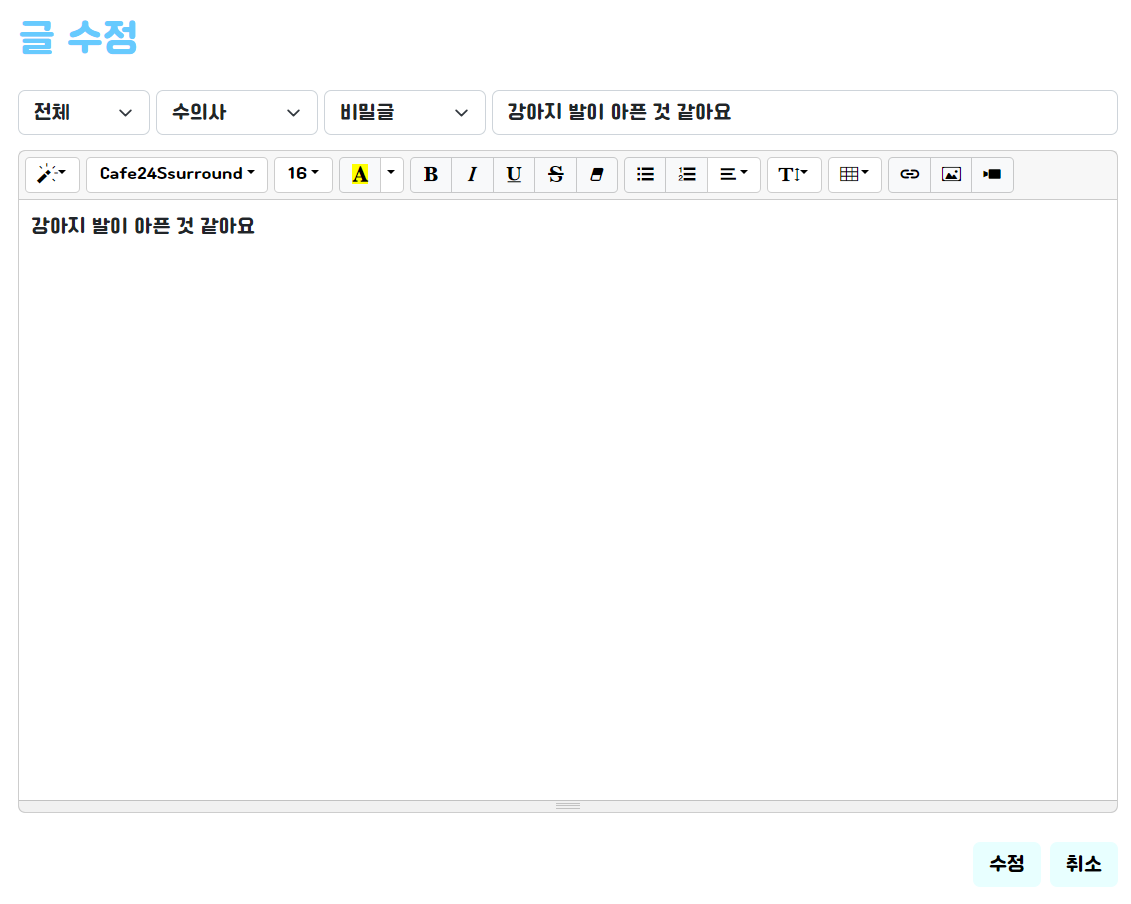 글 수정
전체 수의사 비밀글 강아지 발이 아픈 것 같아요
Cafe24Ssurround 16 A B I U S T
강아지 발이 아픈 것 같아요
수정 취소